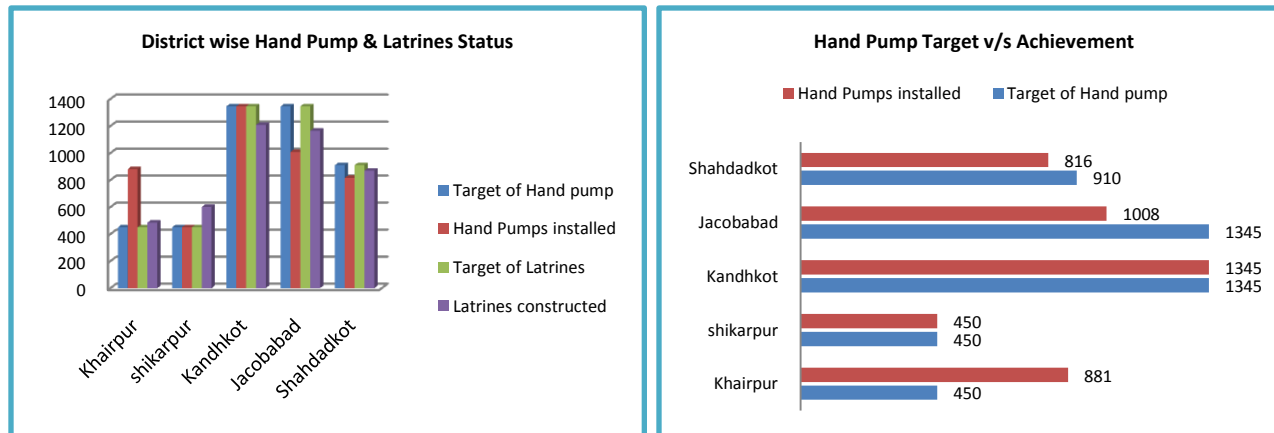 District wise Hand Pump & Latrines Status
1400
1200
1000
800
600
400
200
0
Khairpur
shikarpur
Kandhkot
Jacobabad
Shahdadkot
Target of Hand pump
Hand Pumps installed
Target of Latrines
Latrines constructed
Hand Pump Target v/s Achievement
Hand Pumps installed Target of Hand pump
Shahdadkot
816
910
Jacobabad
1008
1345
Kandhkot
1345
1345
shikarpur
450
450
Khairpur
881
450